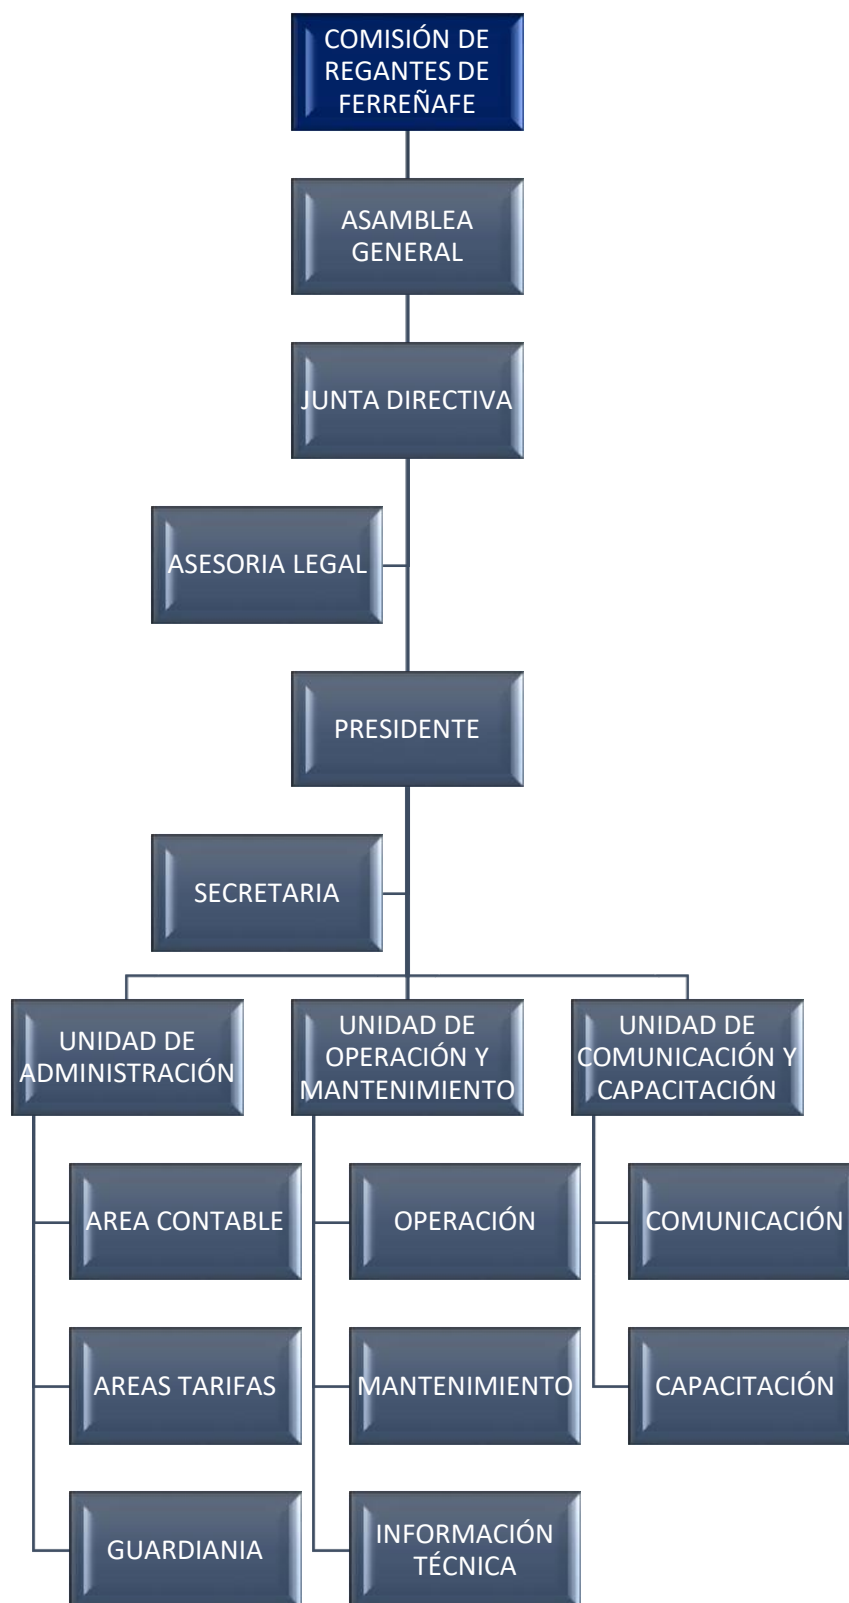 COMISIÓN DE
REGANTES DE
FERREÑAFE
ASAMBLEA
GENERAL
JUNTA DIRECTIVA
ASESORIA LEGAL
PRESIDENTE
SECRETARIA
UNIDAD DE
ADMINISTRACIÓN
UNIDAD DE
OPERACIÓN Y
MANTENIMIENTO
UNIDAD DE
COMUNICACIÓN Y
CAPACITACIÓN
AREA CONTABLE
OPERACIÓN
COMUNICACIÓN
AREAS TARIFAS
MANTENIMIENTO
CAPACITACIÓN
GUARDIANIA
INFORMACIÓN
TÉCNICA